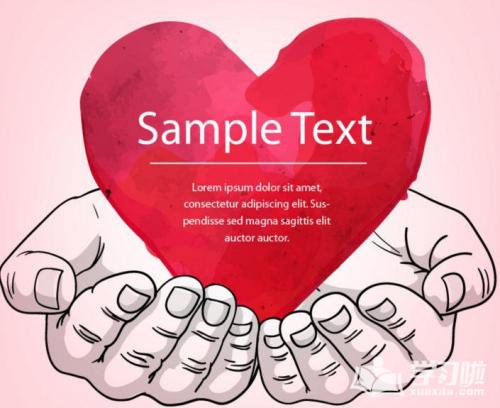 Sample Text
Lorem ipsum dolor sit amet,
consectetur adipiscing elit. Sus-
pendisse sed magna sagittis elit
auctor auctor.
学习啦
xuexila.com